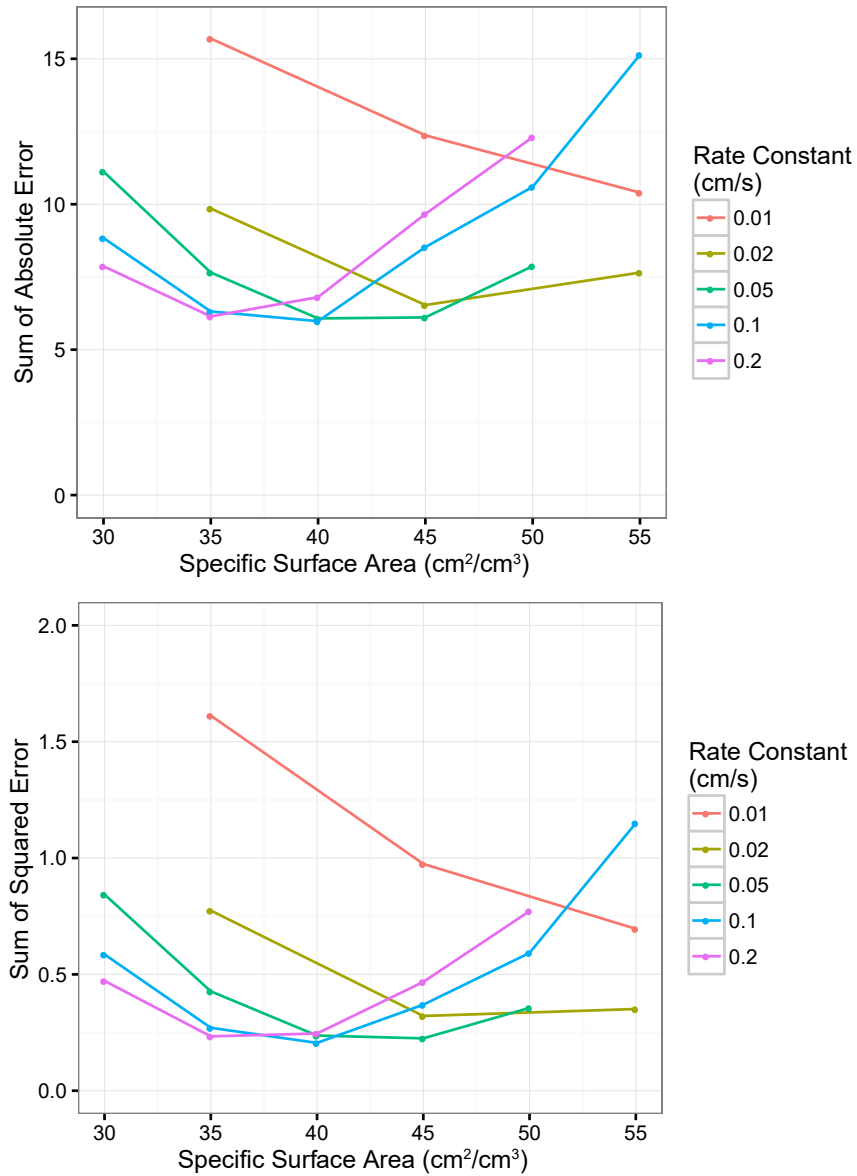 15
10
5
0
Sum of Absolute Error
30 35 40 45 50 55
Specific Surface Area (cm²/cm³)
Rate Constant
(cm/s)
0.01
0.02
0.05
0.1
0.2
2.0
1.5
1.0
0.5
0.0
Sum of Squared Error
30 35 40 45 50 55
Specific Surface Area (cm²/cm³)
Rate Constant
(cm/s)
0.01
0.02
0.05
0.1
0.2